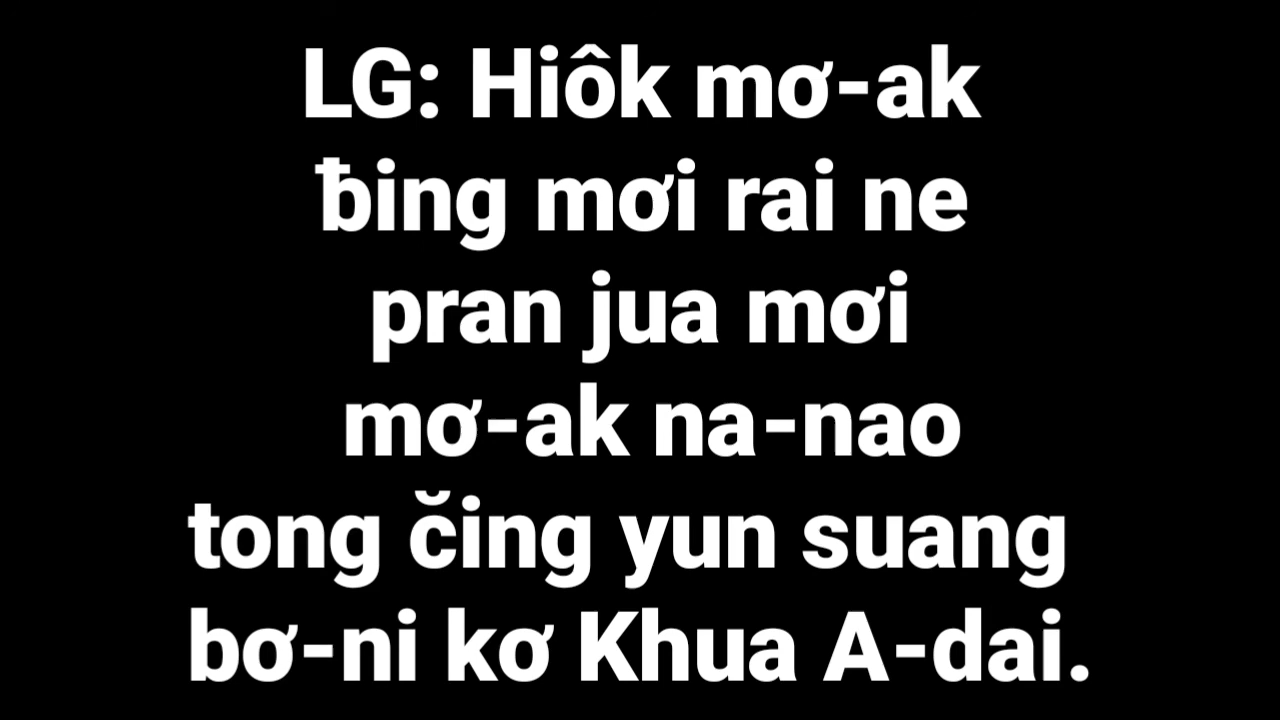 LG: Hiôk mơ-ak
ƀing mơi rai ne
pran jua mơi
mơ-ak na-nao
tong čing yun suang
bơ-ni kơ Khua A-dai.